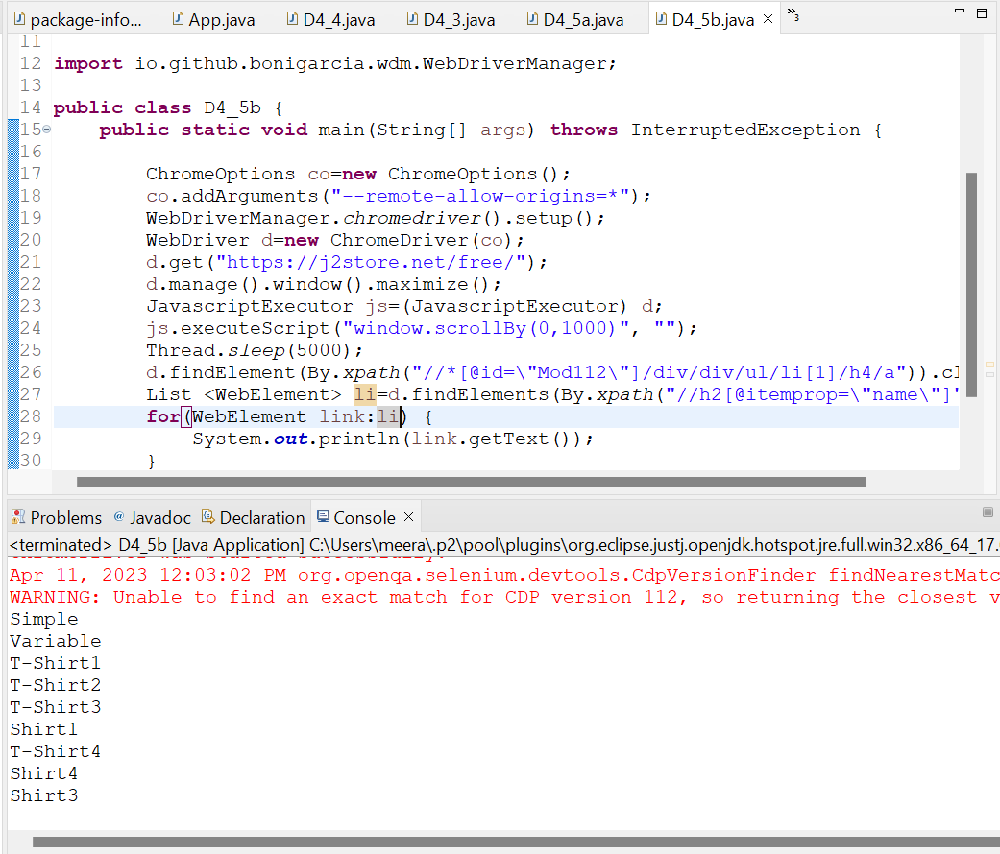 package-info... App.java D4_4.java D4_3.java D4_5a.java D4_5b.java »3
11
12 import io.github.bonigarcia.wdm.WebDriverManager;
13
14 public class D4_5b {
15 public static void main(String[] args) throws InterruptedException {
16
17 ChromeOptions co=new ChromeOptions();
18 co.addArguments("--remote-allow-origins=*");
19 WebDriverManager.chromedriver().setup();
20 WebDriver d=new ChromeDriver(co);
21 d.get("https://j2store.net/free/");
22 d.manage().window().maximize();
23 JavascriptExecutor js=(JavascriptExecutor) d;
24 js.executeScript("window.scrollBy(0,1000)", "");
25 Thread.sleep(5000);
26 d.findElement(By.xpath("//*[@id=\"Mod112\"]/div/div/ul/li[1]/h4/a")).cl
27 List <WebElement> li=d.findElements(By.xpath("//h2[@itemprop=\"name\"]"
28 for(WebElement link:li) {
29 System.out.println(link.getText());
30 }
Problems @ Javadoc Declaration Console
<terminated> D4_5b [Java Application] C:\Users\meera\.p2\pool\plugins\org.eclipse.justj.openjdk.hotspot.jre.full.win32.x86_64_17.
Apr 11, 2023 12:03:02 PM org.openqa.selenium.devtools.CdpVersionFinder findNearestMatc
WARNING: Unable to find an exact match for CDP version 112, so returning the closest v
Simple
Variable
T-Shirt1
T-Shirt2
T-Shirt3
Shirt1
T-Shirt4
Shirt4
Shirt3